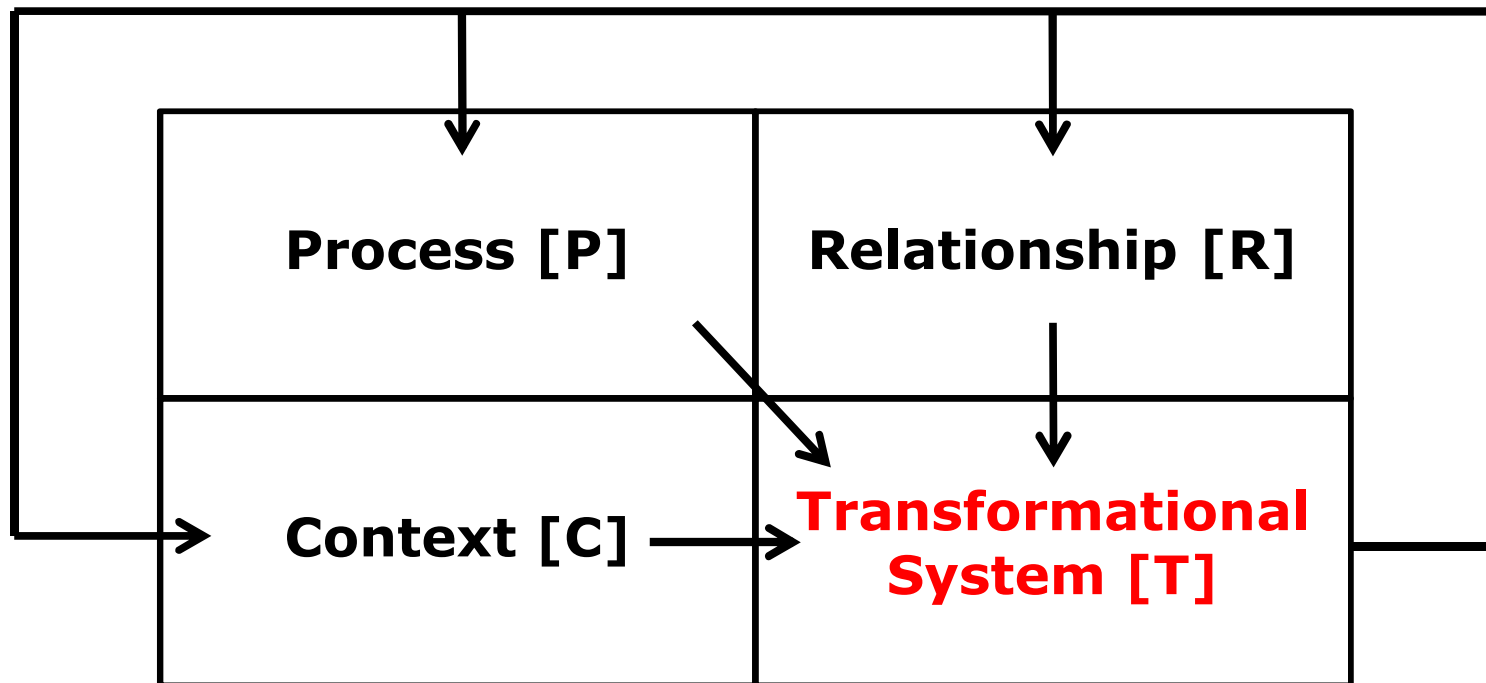 Process [P]
Relationship [R]
Context [C]
Transformational
System [T]